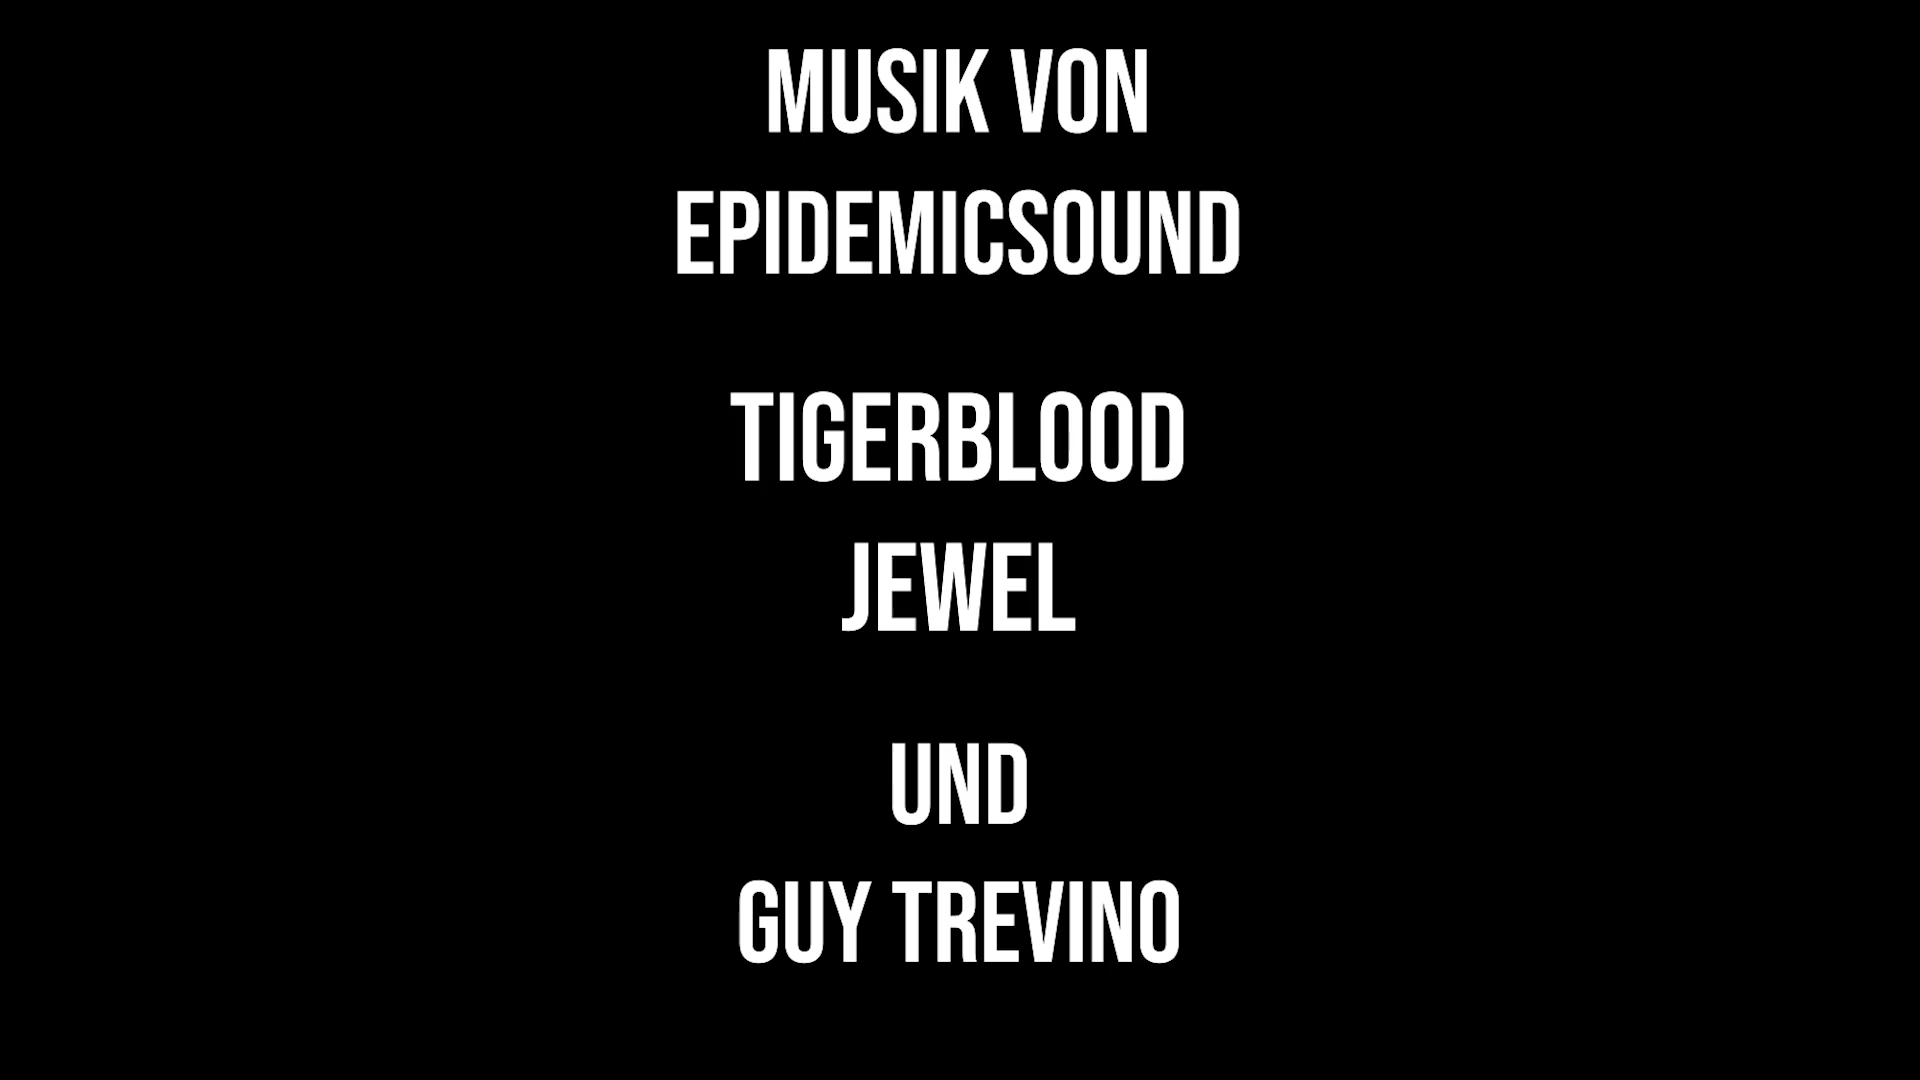 MUSIK VON
EPIDEMICSOUND
TIGERBLOOD
JEWEL
UND
GUY TREVINO